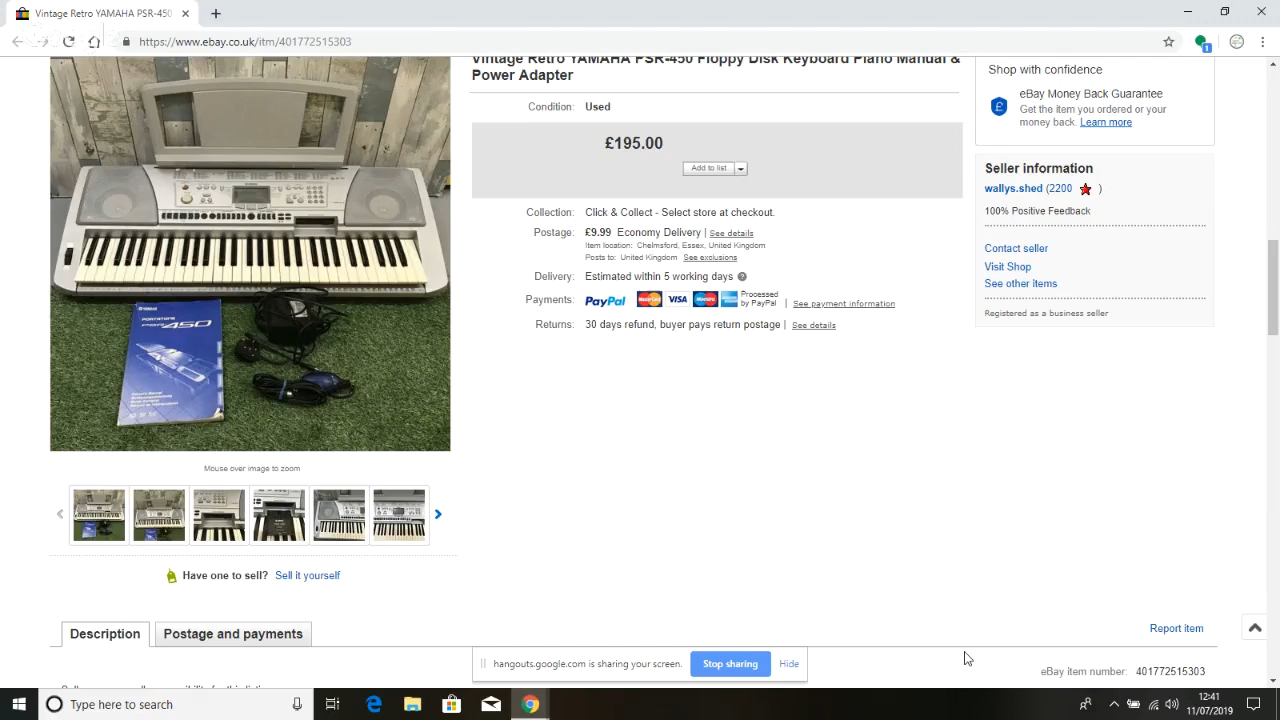 Vintage Retro YAMAHA PSR-450
https://www.ebay.co.uk/itm/401772515303
1
Vintage Retro YAMAHA PSR-450 Floppy Disk Keyboard Piano Manual &
Power Adapter
Condition: Used
£195.00
Add to list
Collection: Click & Collect - Select store at checkout.
Postage: £9.99 Economy Delivery | See details
Item location: Chelmsford, Essex, United Kingdom
Posts to: United Kingdom See exclusions
Delivery: Estimated within 5 working days
Payments: PayPal MasterCard VISA Maestro Processed by PayPal | See payment information
Returns: 30 days refund, buyer pays return postage | See details
Shop with confidence
eBay Money Back Guarantee
Get the item you ordered or your
money back. Learn more
Seller information
wallys.shed (2200 )
100% Positive Feedback
Contact seller
Visit Shop
See other items
Registered as a business seller
YAMAHA
PORTATONE
450
Mouse over image to zoom
Have one to sell? Sell it yourself
Description
Postage and payments
Report item
hangouts.google.com is sharing your screen. Stop sharing Hide
eBay item number: 401772515303
Type here to search
12:41
11/07/2019